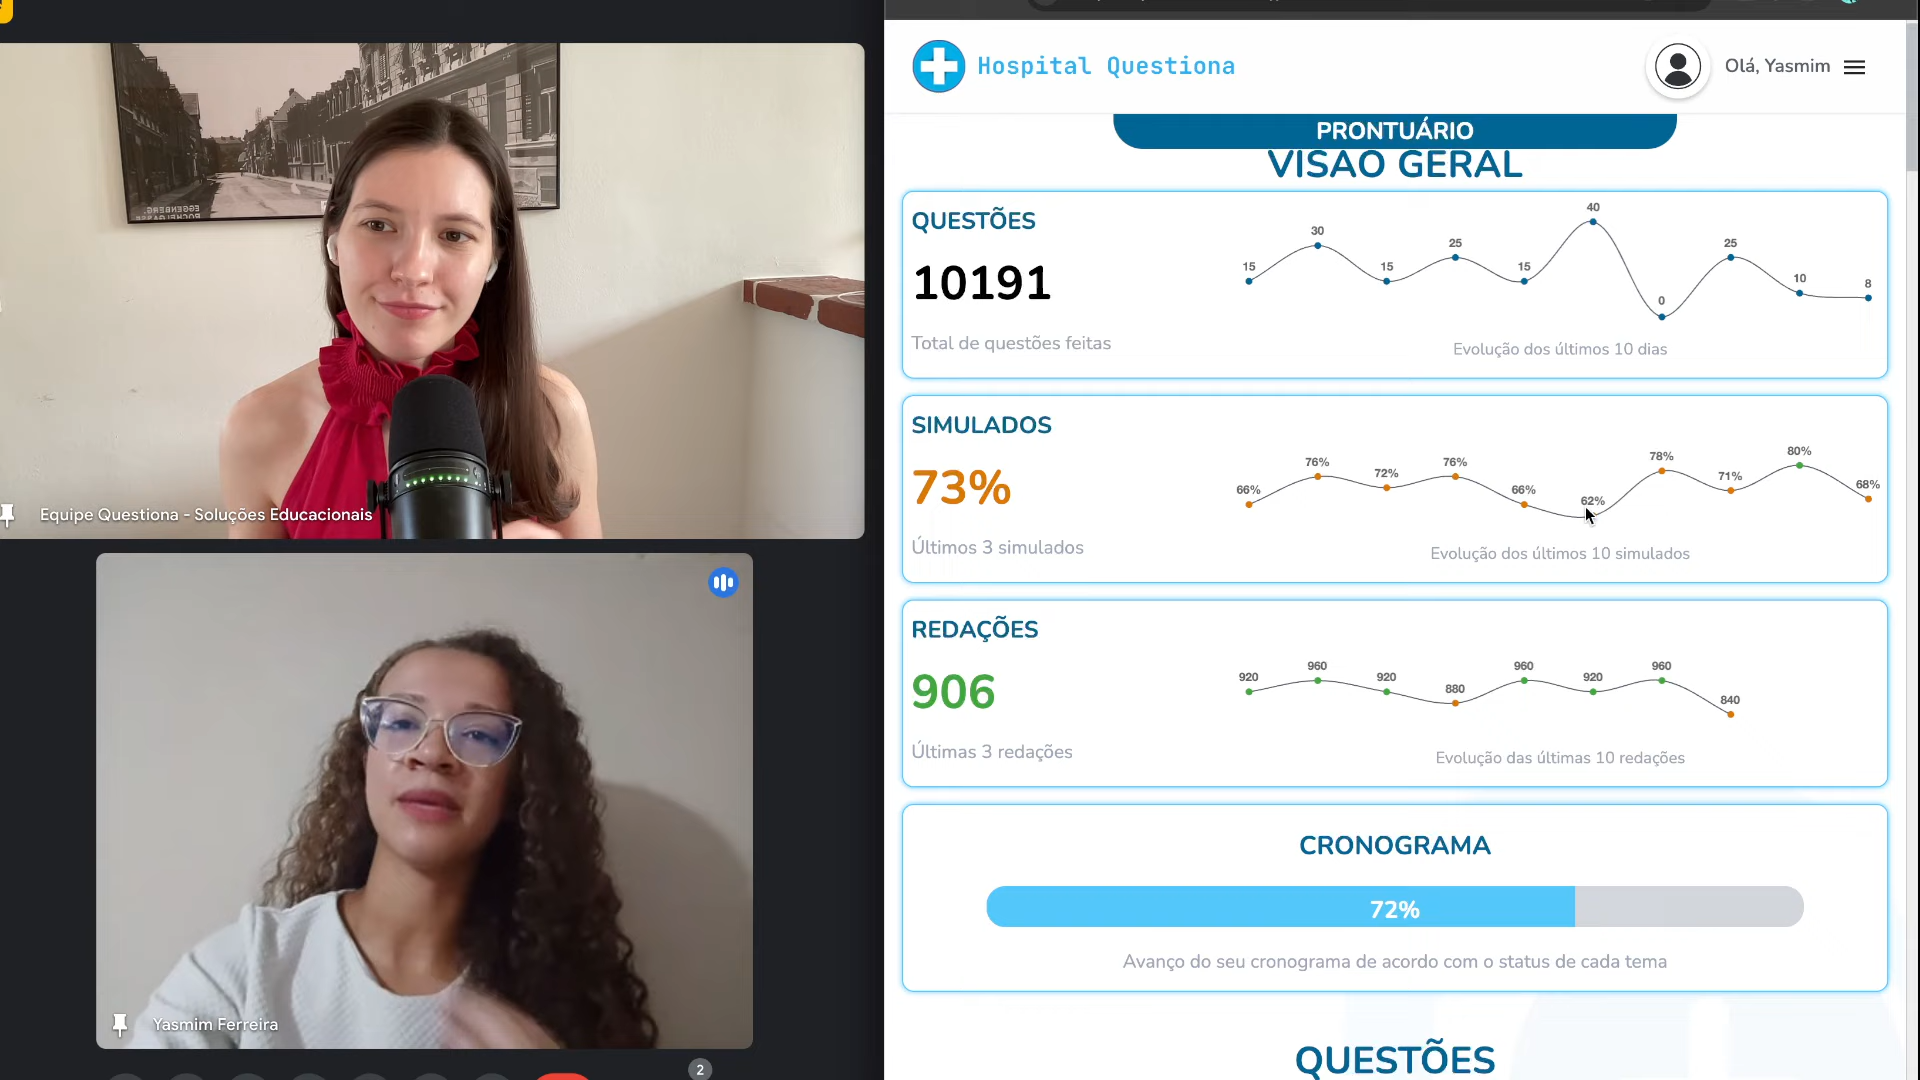 Equipe Questiona - Soluções Educacionais
Yasmim Ferreira
2
Hospital Questiona
Olá, Yasmim
PRONTUÁRIO
VISAO GERAL
QUESTÕES
10191
Total de questões feitas
15 30 15 25 15 40 0 25 10 8
Evolução dos últimos 10 dias
SIMULADOS
73%
Últimos 3 simulados
66% 76% 72% 76% 66% 62% 78% 71% 80% 68%
Evolução dos últimos 10 simulados
REDAÇÕES
906
Últimas 3 redações
920 960 920 880 960 920 960 840
Evolução das últimas 10 redações
CRONOGRAMA
72%
Avanço do seu cronograma de acordo com o status de cada tema
QUESTÕES